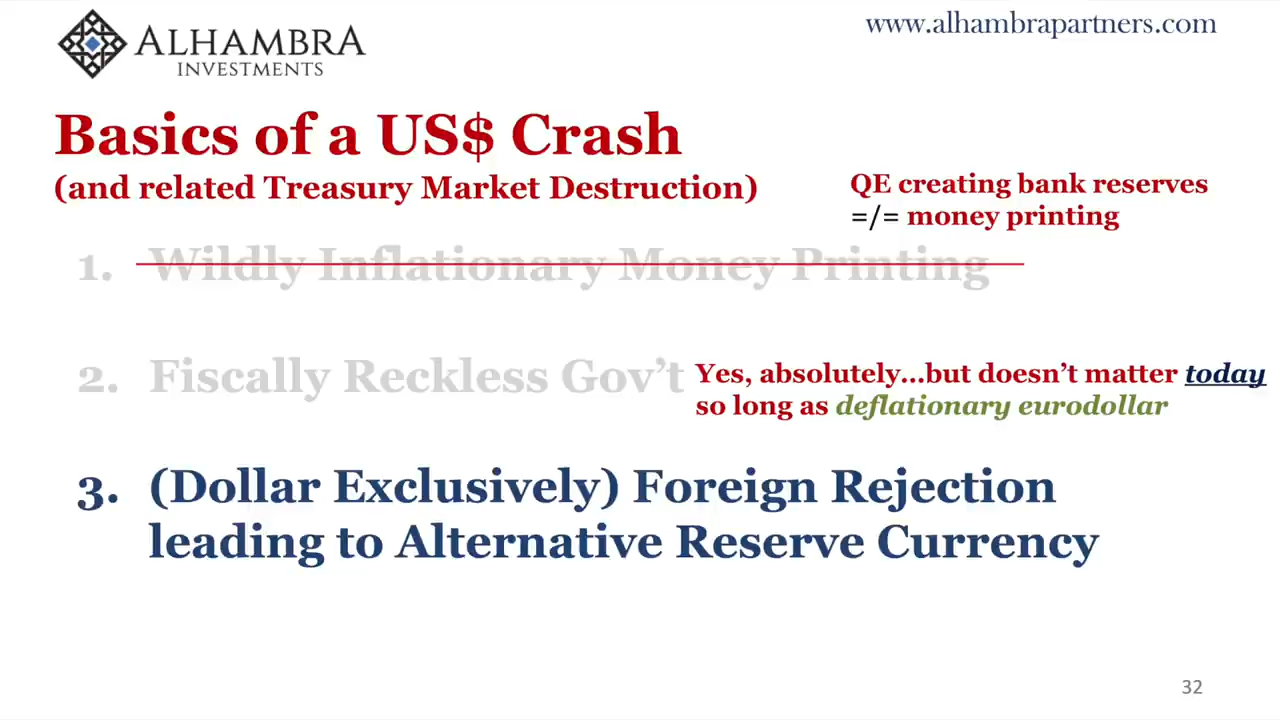 ALHAMBRA
INVESTMENTS
www.alhambrapartners.com
Basics of a US$ Crash
(and related Treasury Market Destruction)
QE creating bank reserves
=/= money printing
1. Wildly Inflationary Money Printing
2. Fiscally Reckless Gov’t
Yes, absolutely...but doesn’t matter today
so long as deflationary eurodollar
3. (Dollar Exclusively) Foreign Rejection
leading to Alternative Reserve Currency
32